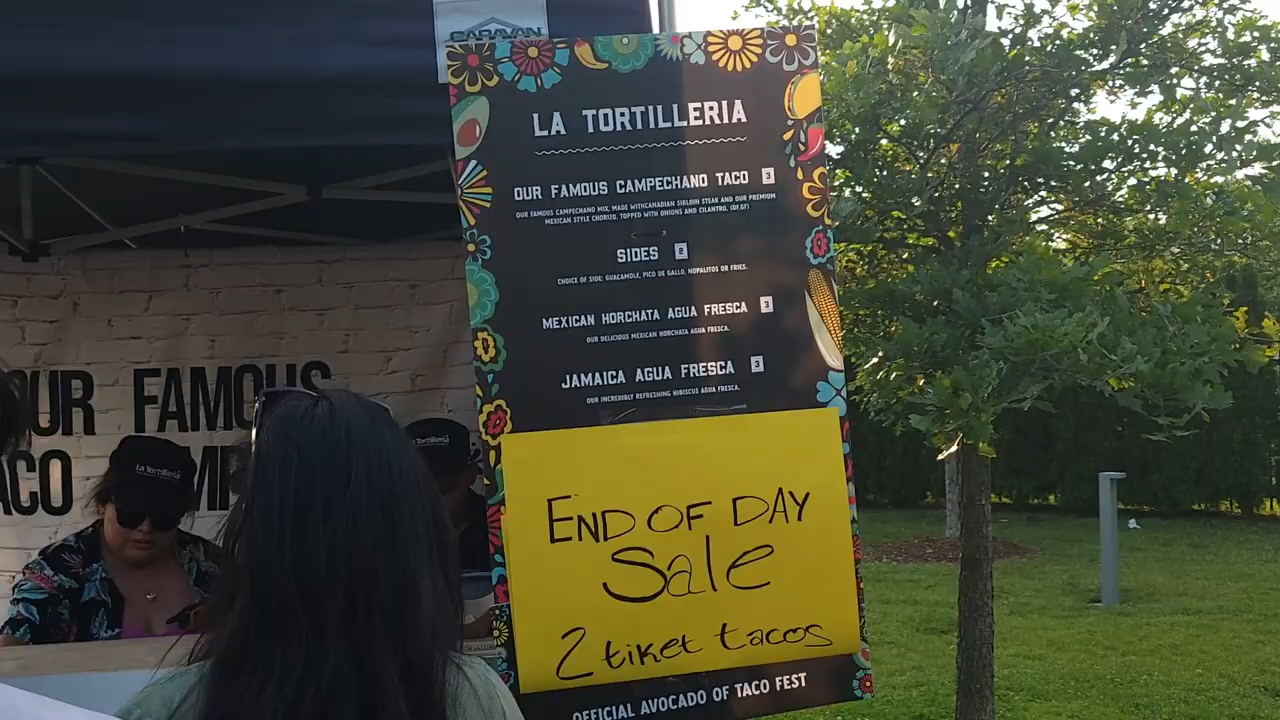 CARAVAN
LA TORTILLERIA
OUR FAMOUS CAMPECHANO TACO 3
OUR FAMOUS CAMPECHANO MIX, MADE WITHCANADIAN SIRLOIN STEAK AND OUR PREMIUM
MEXICAN STYLE CHORIZO. TOPPED WITH ONIONS AND CILANTRO. (DF,GF)
SIDES 2
CHOICE OF SIDE: GUACAMOLE, PICO DE GALLO, NOPALITOS OR FRIES.
MEXICAN HORCHATA AGUA FRESCA 3
OUR DELICIOUS MEXICAN HORCHATA AGUA FRESCA.
JAMAICA AGUA FRESCA 3
OUR INCREDIBLY REFRESHING HIBISCUS AGUA FRESCA.
END OF DAY
Sale
2 tiket tacos
OFFICIAL AVOCADO OF TACO FEST
OUR FAMOUS
La Tortilleria
La Tortilleria